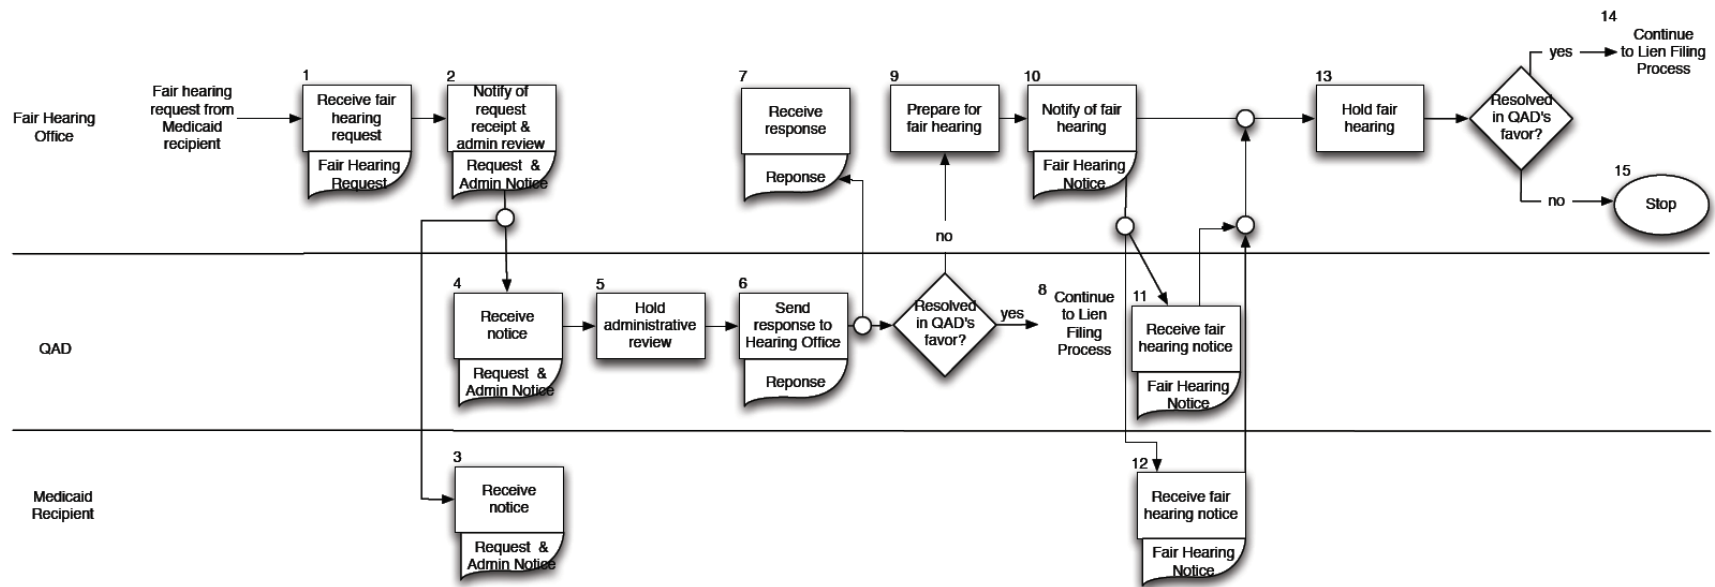 Fair Hearing
Office
Fair hearing
request from
Medicaid
recipient
1
Receive fair
hearing
request
Fair Hearing
Request
2
Notify of
request
receipt &
admin review
Request &
Admin Notice
7
Receive
response
Reponse
9
Prepare for
fair hearing
10
Notify of fair
hearing
Fair Hearing
Notice
13
Hold fair
hearing
Resolved
in QAD's
favor?
yes
14
Continue
to Lien Filing
Process
no
15
Stop
QAD
4
Receive
notice
Request &
Admin Notice
5
Hold
administrative
review
6
Send
response to
Hearing Office
Reponse
Resolved
in QAD's
favor?
no
yes
8
Continue
to Lien
Filing
Process
11
Receive fair
hearing notice
Fair Hearing
Notice
Medicaid
Recipient
3
Receive
notice
Request &
Admin Notice
12
Receive fair
hearing notice
Fair Hearing
Notice